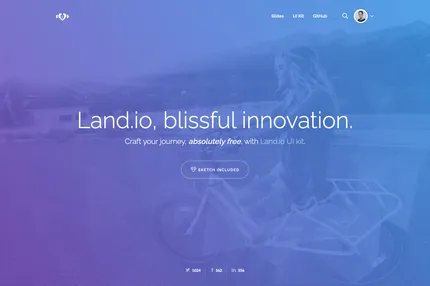 Slides UI Kit GitHub
Land.io, blissful innovation.
Craft your journey, absolutely free, with Land.io UI kit.
SKETCH INCLUDED
1024 562 356